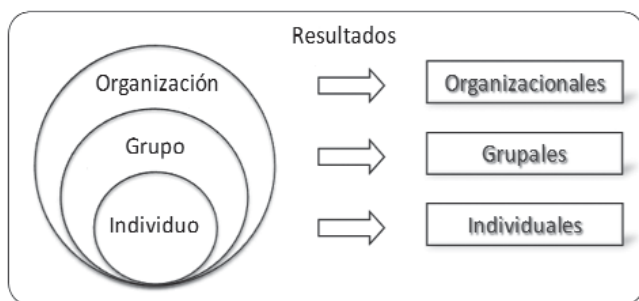 Resultados
Organización
Organizacionales
Grupo
Grupales
Individuo
Individuales